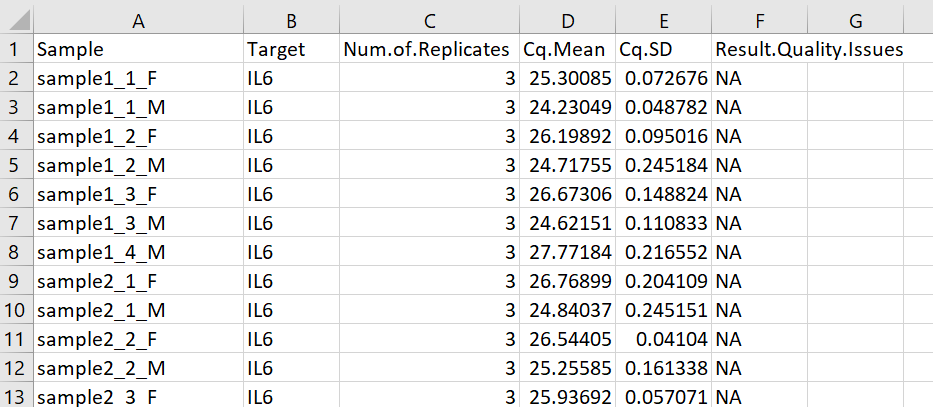 A B C D E F G
1 Sample Target Num.of.Replicates Cq.Mean Cq.SD Result.Quality.Issues
2 sample1_1_F IL6 3 25.30085 0.072676 NA
3 sample1_1_M IL6 3 24.23049 0.048782 NA
4 sample1_2_F IL6 3 26.19892 0.095016 NA
5 sample1_2_M IL6 3 24.71755 0.245184 NA
6 sample1_3_F IL6 3 26.67306 0.148824 NA
7 sample1_3_M IL6 3 24.62151 0.110833 NA
8 sample1_4_M IL6 3 27.77184 0.216552 NA
9 sample2_1_F IL6 3 26.76899 0.204109 NA
10 sample2_1_M IL6 3 24.84037 0.245151 NA
11 sample2_2_F IL6 3 26.54405 0.04104 NA
12 sample2_2_M IL6 3 25.25585 0.161338 NA
13 sample2_3_F IL6 3 25.93692 0.057071 NA